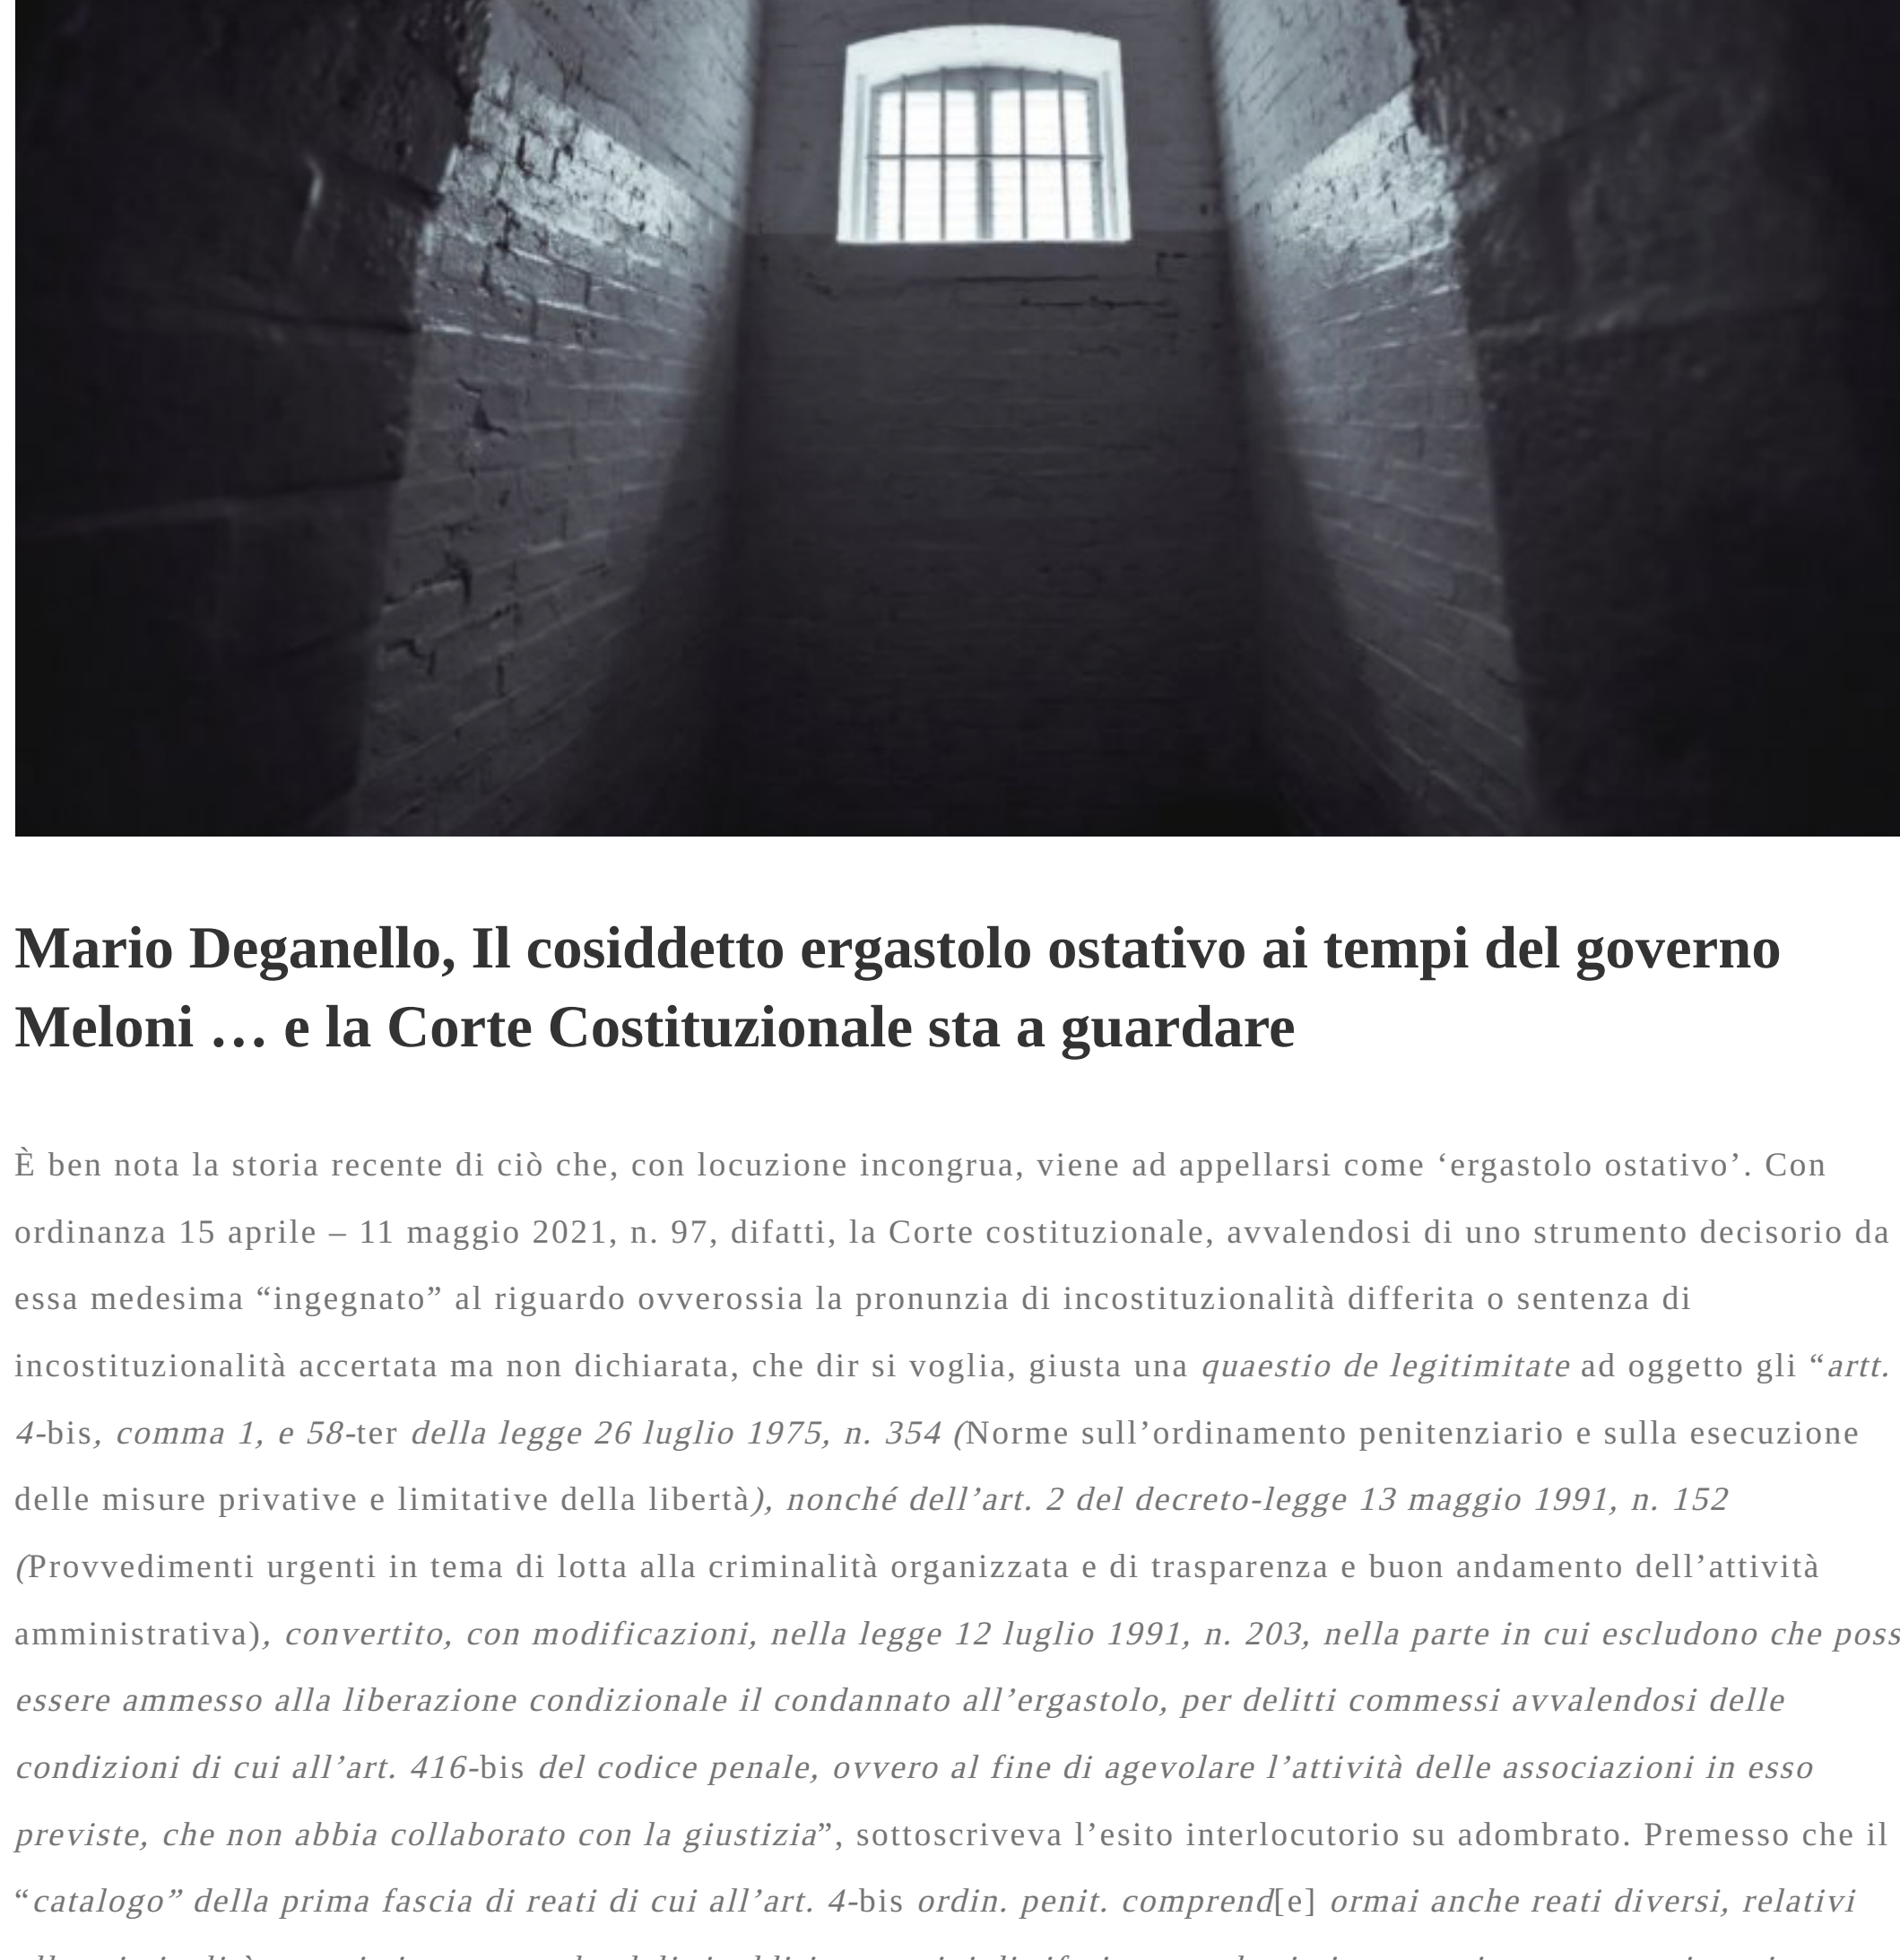 Mario Deganello, Il cosiddetto ergastolo ostativo ai tempi del governo
Meloni … e la Corte Costituzionale sta a guardare
È ben nota la storia recente di ciò che, con locuzione incongrua, viene ad appellarsi come ‘ergastolo ostativo’. Con
ordinanza 15 aprile – 11 maggio 2021, n. 97, difatti, la Corte costituzionale, avvalendosi di uno strumento decisorio da
essa medesima “ingegnato” al riguardo ovverossia la pronunzia di incostituzionalità differita o sentenza di
incostituzionalità accertata ma non dichiarata, che dir si voglia, giusta una quaestio de legitimitate ad oggetto gli “artt.
4-bis, comma 1, e 58-ter della legge 26 luglio 1975, n. 354 (Norme sull’ordinamento penitenziario e sulla esecuzione
delle misure privative e limitative della libertà), nonché dell’art. 2 del decreto-legge 13 maggio 1991, n. 152
(Provvedimenti urgenti in tema di lotta alla criminalità organizzata e di trasparenza e buon andamento dell’attività
amministrativa), convertito, con modificazioni, nella legge 12 luglio 1991, n. 203, nella parte in cui escludono che poss
essere ammesso alla liberazione condizionale il condannato all’ergastolo, per delitti commessi avvalendosi delle
condizioni di cui all’art. 416-bis del codice penale, ovvero al fine di agevolare l’attività delle associazioni in esso
previste, che non abbia collaborato con la giustizia”, sottoscriveva l’esito interlocutorio su adombrato. Premesso che il
“catalogo” della prima fascia di reati di cui all’art. 4-bis ordin. penit. comprend[e] ormai anche reati diversi, relativi